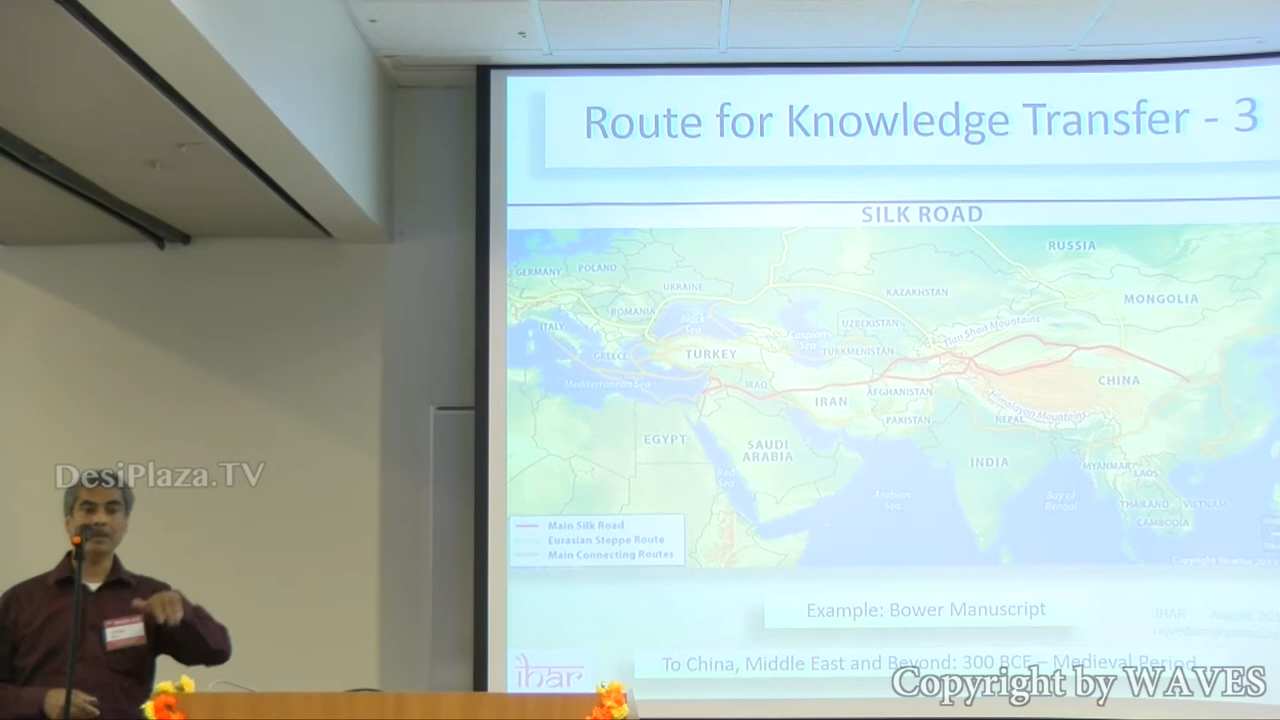 Route for Knowledge Transfer - 3
SILK ROAD
RUSSIA
GERMANY
POLAND
UKRAINE
KAZAKHSTAN
MONGOLIA
ROMANIA
Black Sea
ITALY
Caspian Sea
UZBEKISTAN
Tian Shan Mountains
GREECE
TURKEY
TURKMENISTAN
Mediterranean Sea
IRAQ
IRAN
AFGHANISTAN
CHINA
Himalayan Mountains
PAKISTAN
NEPAL
EGYPT
SAUDI ARABIA
INDIA
MYANMAR
LAOS
Red Sea
Arabian Sea
Bay of Bengal
THAILAND
VIETNAM
CAMBODIA
Main Silk Road
Eurasian Steppe Route
Main Connecting Routes
Example: Bower Manuscript
IHAR
To China, Middle East and Beyond: 300 BCE – Medieval Period
ihar
DesiPlaza.TV
Copyright by WAVES